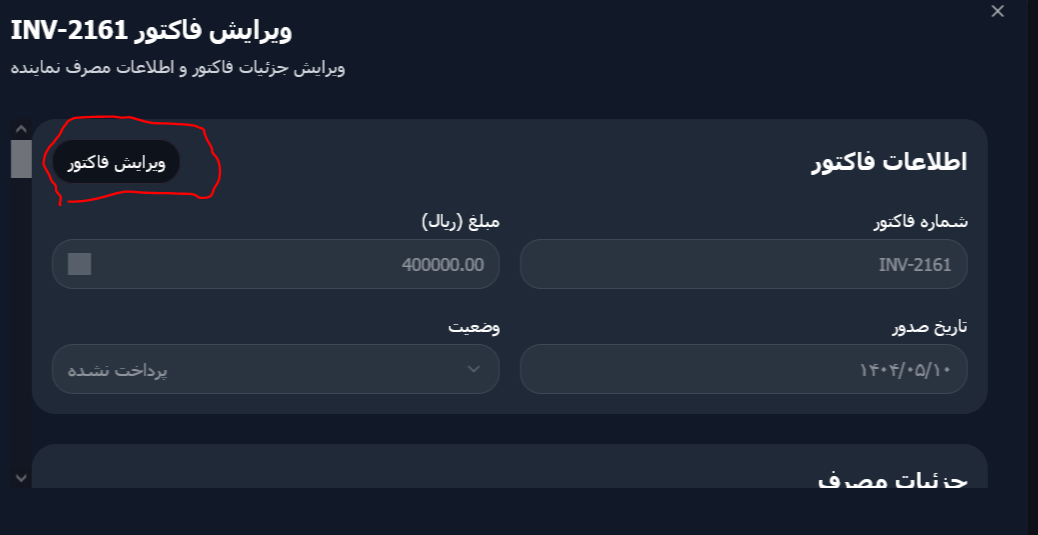 ویرایش فاکتور INV-2161
ویرایش جزئیات فاکتور و اطلاعات مصرف نماینده
اطلاعات فاکتور
ویرایش فاکتور
شماره فاکتور
مبلغ (ریال)
INV-2161
400000.00
تاریخ صدور
وضعیت
۱۴۰۴/۰۵/۱۰
پرداخت نشده
جزئیات مصرف